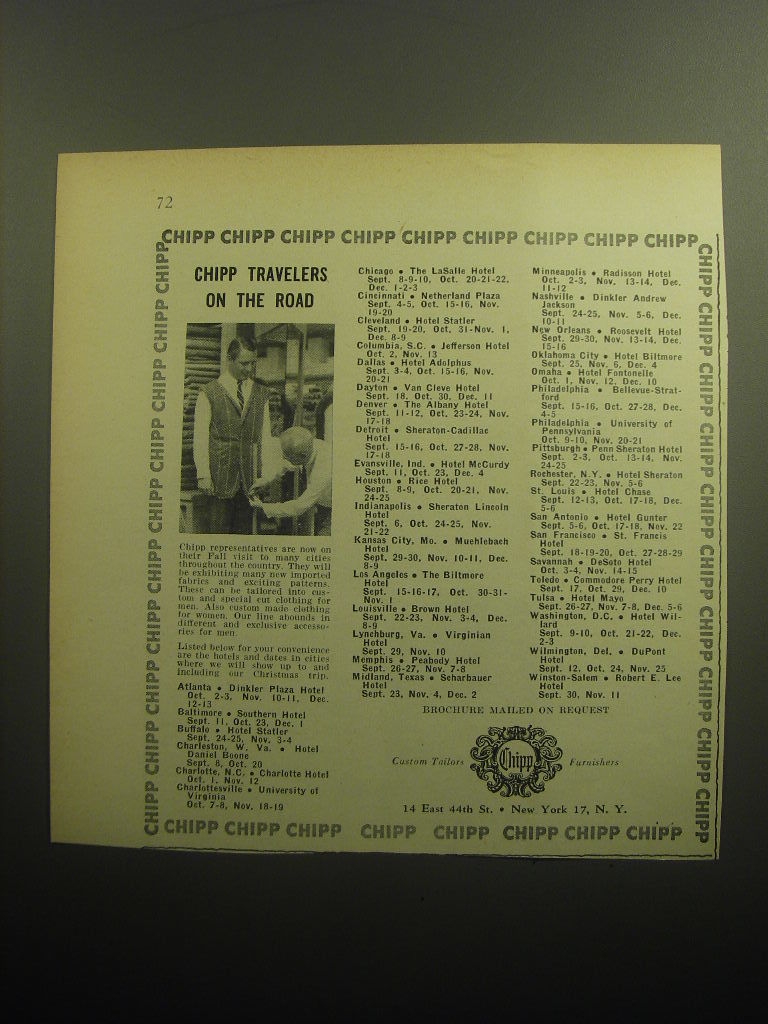 72
CHIPP CHIPP CHIPP CHIPP CHIPP CHIPP CHIPP CHIPP CHIPP
CHIPP TRAVELERS
ON THE ROAD
Chipp representatives are now on
their Fall visit to many cities
throughout the country. They will
be exhibiting many new imported
fabrics and exciting patterns.
These can be tailored into cus-
tom and special cut clothing for
men. Also custom made clothing
for women. Our line abounds in
different and exclusive accesso-
ries for men.
Listed below for your convenience
are the hotels and dates in cities
where we will show up to and
including our Christmas trip.
Atlanta • Dinkler Plaza Hotel
Oct. 2-3, Nov. 10-11, Dec.
12-13
Baltimore • Southern Hotel
Sept. 11, Oct. 23, Dec. 1
Buffalo • Hotel Statler
Sept. 24-25, Nov. 3-4
Charleston, W. Va. • Hotel
Daniel Boone
Sept. 8, Oct. 20
Charlotte, N.C. • Charlotte Hotel
Oct. 1, Nov. 12
Charlottesville • University of
Virginia
Oct. 7-8, Nov. 18-19
Chicago • The LaSalle Hotel
Sept. 8-9-10, Oct. 20-21-22,
Dec. 1-2-3
Cincinnati • Netherland Plaza
Sept. 4-5, Oct. 15-16, Nov.
19-20
Cleveland • Hotel Statler
Sept. 19-20, Oct. 31-Nov. 1,
Dec. 8-9
Columbia, S.C. • Jefferson Hotel
Oct. 2, Nov. 13
Dallas • Hotel Adolphus
Sept. 3-4, Oct. 15-16, Nov.
20-21
Dayton • Van Cleve Hotel
Sept. 18, Oct. 30, Dec. 11
Denver • The Albany Hotel
Sept. 11-12, Oct. 23-24, Nov.
17-18
Detroit • Sheraton-Cadillac
Hotel
Sept. 15-16, Oct. 27-28, Nov.
17-18
Evansville, Ind. • Hotel McCurdy
Sept. 11, Oct. 23, Dec. 4
Houston • Rice Hotel
Sept. 8-9, Oct. 20-21, Nov.
24-25
Indianapolis • Sheraton Lincoln
Hotel
Sept. 6, Oct. 24-25, Nov.
21-22
Kansas City, Mo. • Muehlebach
Hotel
Sept. 29-30, Nov. 10-11, Dec.
8-9
Los Angeles • The Biltmore
Hotel
Sept. 15-16-17, Oct. 30-31-
Nov. 1
Louisville • Brown Hotel
Sept. 22-23, Nov. 3-4, Dec.
8-9
Lynchburg, Va. • Virginian
Hotel
Sept. 29, Nov. 10
Memphis • Peabody Hotel
Sept. 26-27, Nov. 7-8
Midland, Texas • Scharbauer
Hotel
Sept. 23, Nov. 4, Dec. 2
Minneapolis • Radisson Hotel
Oct. 2-3, Nov. 13-14, Dec.
11-12
Nashville • Dinkler Andrew
Jackson
Sept. 24-25, Nov. 5-6, Dec.
10-11
New Orleans • Roosevelt Hotel
Sept. 29-30, Nov. 13-14, Dec.
15-16
Oklahoma City • Hotel Biltmore
Sept. 25, Nov. 6, Dec. 4
Omaha • Hotel Fontonelle
Oct. 1, Nov. 12, Dec. 10
Philadelphia • Bellevue-Strat-
ford
Sept. 15-16, Oct. 27-28, Dec.
4-5
Philadelphia • University of
Pennsylvania
Oct. 9-10, Nov. 20-21
Pittsburgh • Penn Sheraton Hotel
Sept. 2-3, Oct. 13-14, Nov.
24-25
Rochester, N.Y. • Hotel Sheraton
Sept. 22-23, Nov. 5-6
St. Louis • Hotel Chase
Sept. 12-13, Oct. 17-18, Dec.
5-6
San Antonio • Hotel Gunter
Sept. 5-6, Oct. 17-18, Nov. 22
San Francisco • St. Francis
Hotel
Sept. 18-19-20, Oct. 27-28-29
Savannah • DeSoto Hotel
Oct. 3-4, Nov. 14-15
Toledo • Commodore Perry Hotel
Sept. 17, Oct. 29, Dec. 10
Tulsa • Hotel Mayo
Sept. 26-27, Nov. 7-8, Dec. 5-6
Washington, D.C. • Hotel Wil-
lard
Sept. 9-10, Oct. 21-22, Dec.
2-3
Wilmington, Del. • DuPont
Hotel
Sept. 12, Oct. 24, Nov. 25
Winston-Salem • Robert E. Lee
Hotel
Sept. 30, Nov. 11
BROCHURE MAILED ON REQUEST
Custom Tailors Chipp Furnishers
14 East 44th St. • New York 17, N. Y.
CHIPP CHIPP CHIPP CHIPP CHIPP CHIPP CHIPP CHIPP
CHIPP CHIPP CHIPP CHIPP CHIPP CHIPP CHIPP CHIPP CHIPP CHIPP
CHIPP CHIPP CHIPP CHIPP CHIPP CHIPP CHIPP CHIPP CHIPP CHIPP